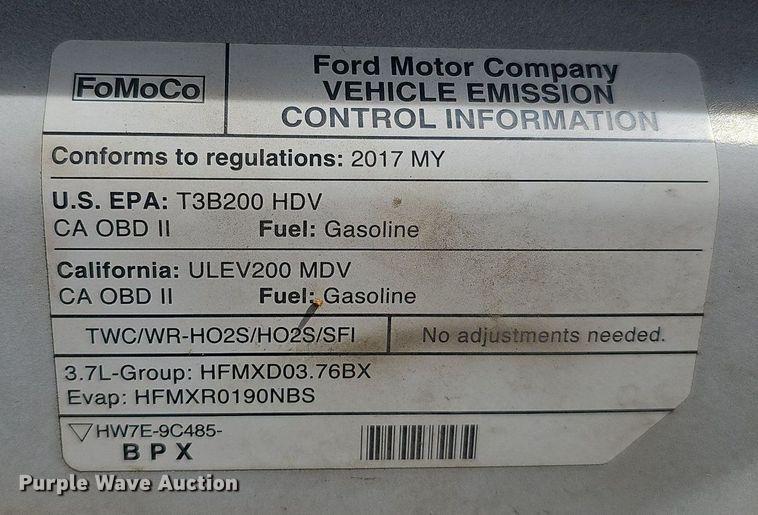 FoMoCo
Ford Motor Company
VEHICLE EMISSION
CONTROL INFORMATION
Conforms to regulations: 2017 MY
U.S. EPA: T3B200 HDV
CA OBD II Fuel: Gasoline
California: ULEV200 MDV
CA OBD II Fuel: Gasoline
TWC/WR-HO2S/HO2S/SFI No adjustments needed.
3.7L-Group: HFMXD03.76BX
Evap: HFMXR0190NBS
HW7E-9C485-
B P X
Purple Wave Auction